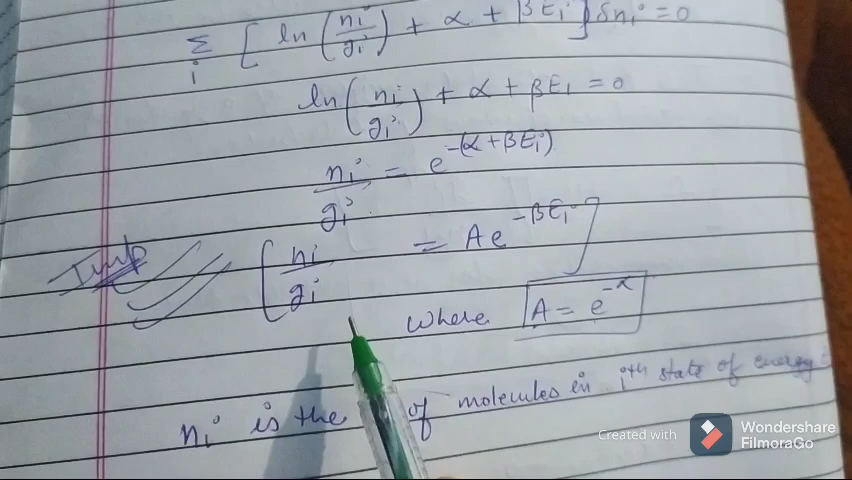 Σ i [ ln (ni/gi) + α + βEi ] δni = 0
ln (ni/gi) + α + βEi = 0
ni/gi = e^-(α+βEi)
Imp [ ni/gi = Ae^-βEi ]
where A = e^-α
ni is the of molecules in ith state of energy
Created with Wondershare FilmoraGo